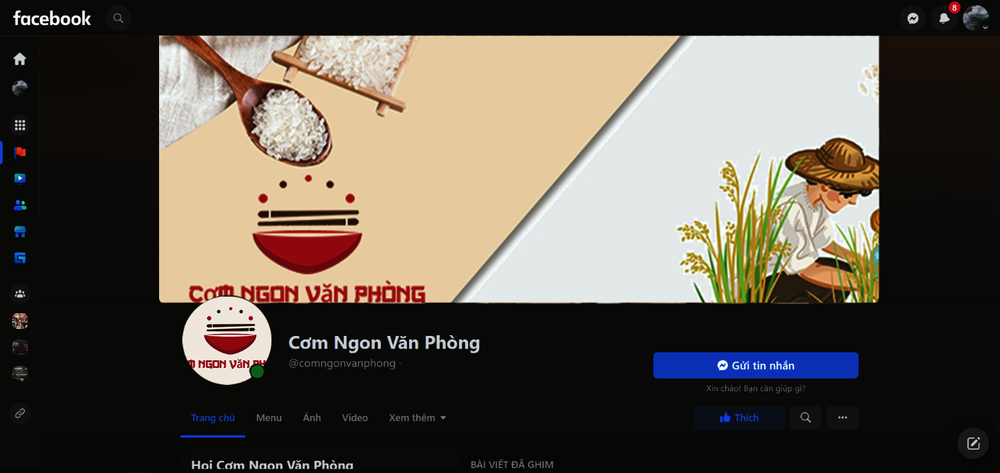 facebook
8
CƠM NGON VĂN PHÒNG
M NGON VĂN PH
Cơm Ngon Văn Phòng
@comngonvanphong ·
Gửi tin nhắn
Xin chào! Bạn cần giúp gì?
Trang chủ Menu Ảnh Video Xem thêm
Thích
Hỏi Cơm Ngon Văn Phòng
BÀI VIẾT ĐÃ GHIM